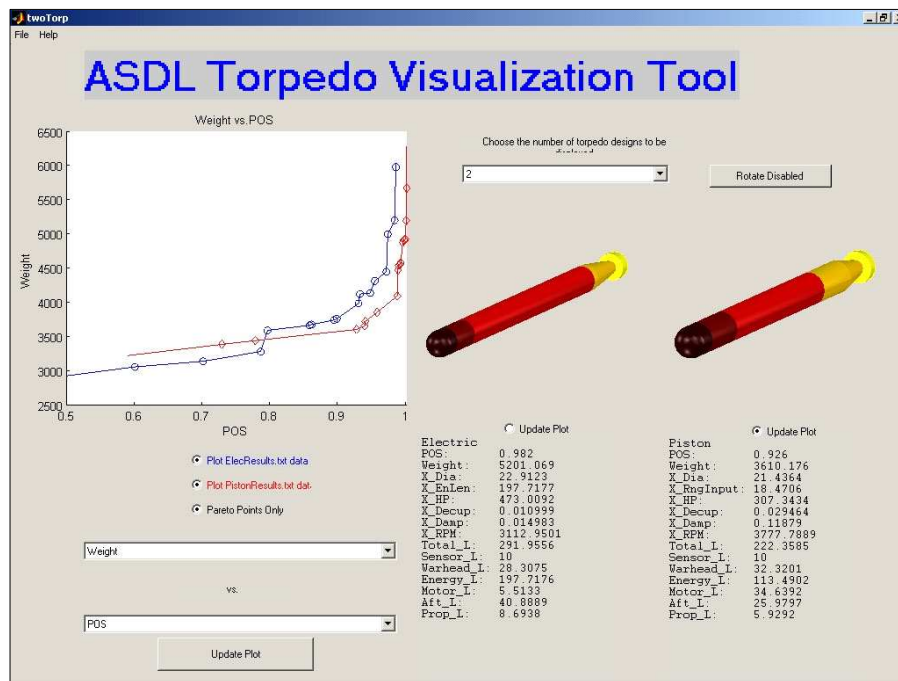 twoTorp
File Help
ASDL Torpedo Visualization Tool
Weight vs.POS
6500
6000
5500
5000
4500
4000
3500
3000
2500
Weight
0.5 0.6 0.7 0.8 0.9 1
POS
Choose the number of torpedo designs to be
2
Rotate Disabled
Plot ElecResults.txt data
Plot PistonResults.txt dat
Pareto Points Only
Weight
vs.
POS
Update Plot
Update Plot
Electric
POS: 0.982
Weight: 5201.069
X_Dia: 22.9123
X_EnLen: 197.7177
X_HP: 473.0092
X_Decup: 0.010999
X_Damp: 0.014983
X_RPM: 3112.9501
Total_L: 291.9556
Sensor_L: 10
Warhead_L: 28.3075
Energy_L: 197.7176
Motor_L: 5.5133
Aft_L: 40.8889
Prop_L: 8.6938
Update Plot
Piston
POS: 0.926
Weight: 3610.176
X_Dia: 21.4364
X_RngInput: 18.4706
X_HP: 307.3434
X_Decup: 0.029464
X_Damp: 0.11879
X_RPM: 3777.7889
Total_L: 222.3585
Sensor_L: 10
Warhead_L: 32.3201
Energy_L: 113.4902
Motor_L: 34.6392
Aft_L: 25.9797
Prop_L: 5.9292